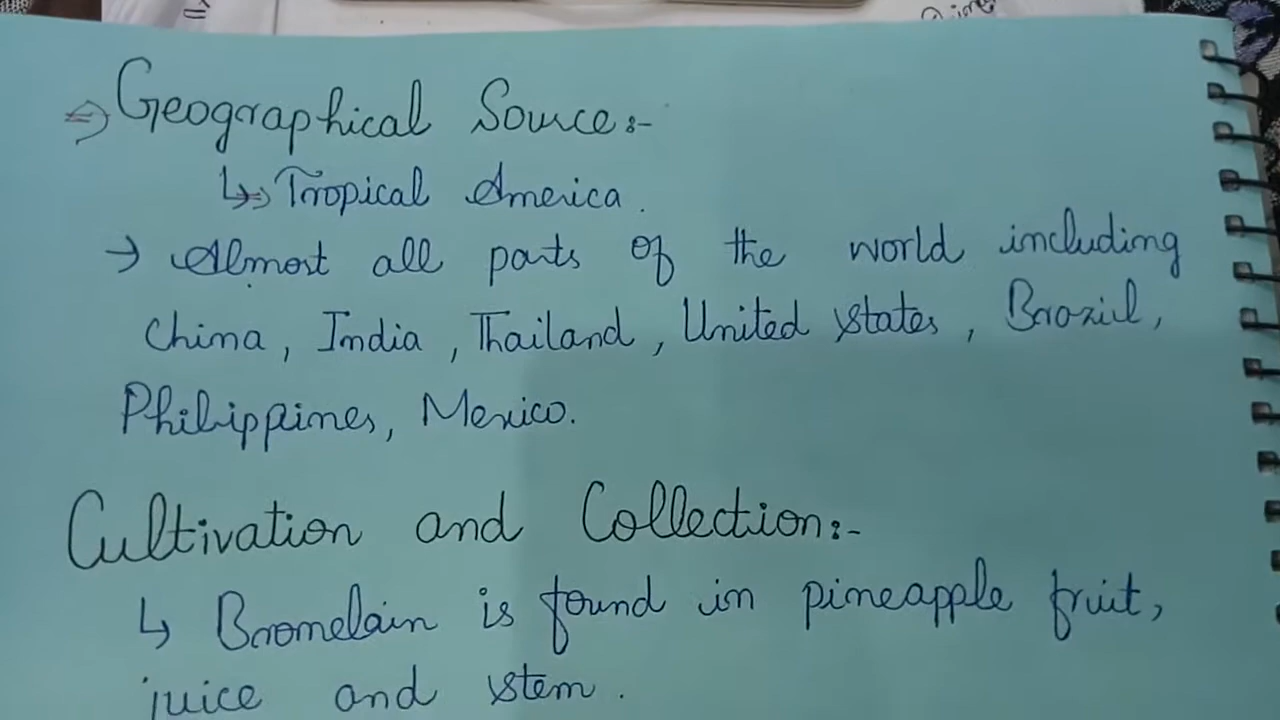 ⇒ Geographical Source:-
↳⇒ Tropical America.
→ Almost all parts of the world including
China, India, Thailand, United states, Brazil,
Philippines, Mexico.
Cultivation and Collection:-
↳ Bromelain is found in pineapple fruit,
juice and stem.